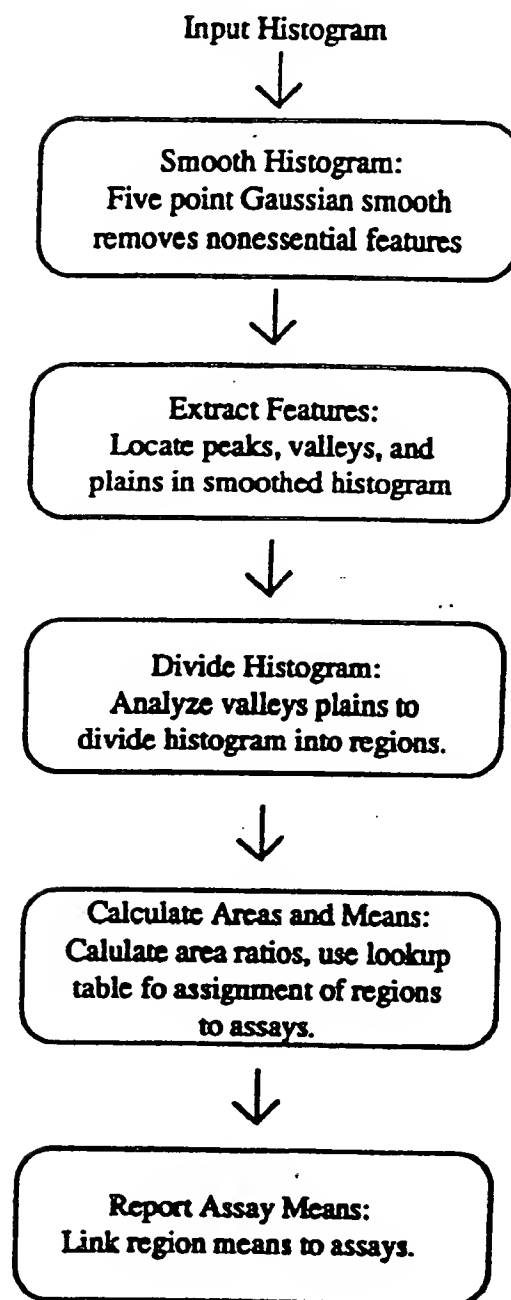 Input Histogram
Smooth Histogram:
Five point Gaussian smooth
removes nonessential features
Extract Features:
Locate peaks, valleys, and
plains in smoothed histogram
Divide Histogram:
Analyze valleys plains to
divide histogram into regions.
Calculate Areas and Means:
Calulate area ratios, use lookup
table fo assignment of regions
to assays.
Report Assay Means:
Link region means to assays.